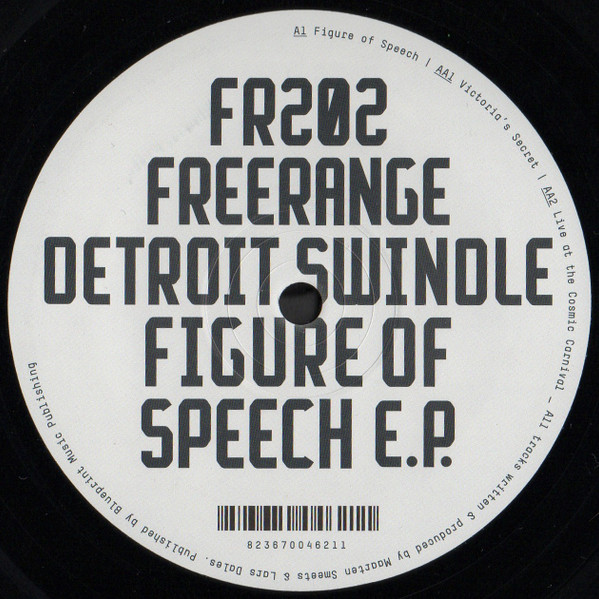 FR202
FREERANGE
DETROIT SWINDLE
FIGURE OF
SPEECH E.P.
823670046211
A1 Figure of Speech | AA1 Victoria's Secret | AA2 Live at the Cosmic Carnival – All tracks written & produced by Maarten Smeets & Lars Dales. Published by Blueprint Music Publishing